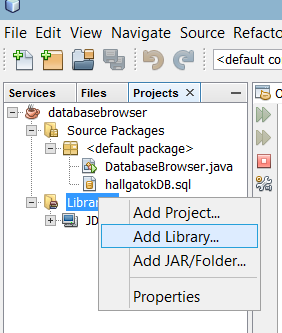 File Edit View Navigate Source Refacto
<default co
Services Files Projects
databasebrowser
Source Packages
<default package>
DatabaseBrowser.java
hallgatokDB.sql
Librar
JD
Add Project...
Add Library...
Add JAR/Folder...
Properties